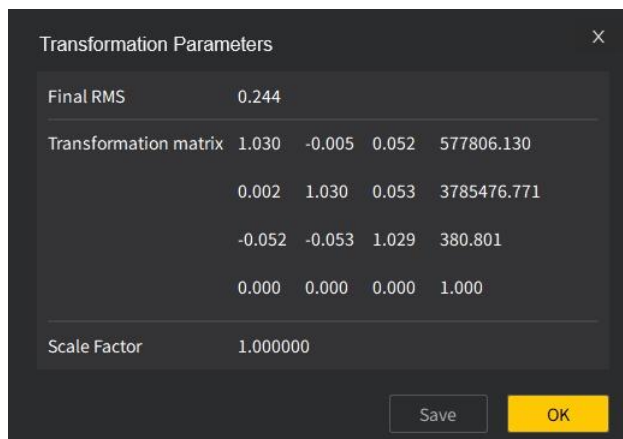 Transformation Parameters X
Final RMS 0.244
Transformation matrix 1.030 -0.005 0.052 577806.130
0.002 1.030 0.053 3785476.771
-0.052 -0.053 1.029 380.801
0.000 0.000 0.000 1.000
Scale Factor 1.000000
Save OK